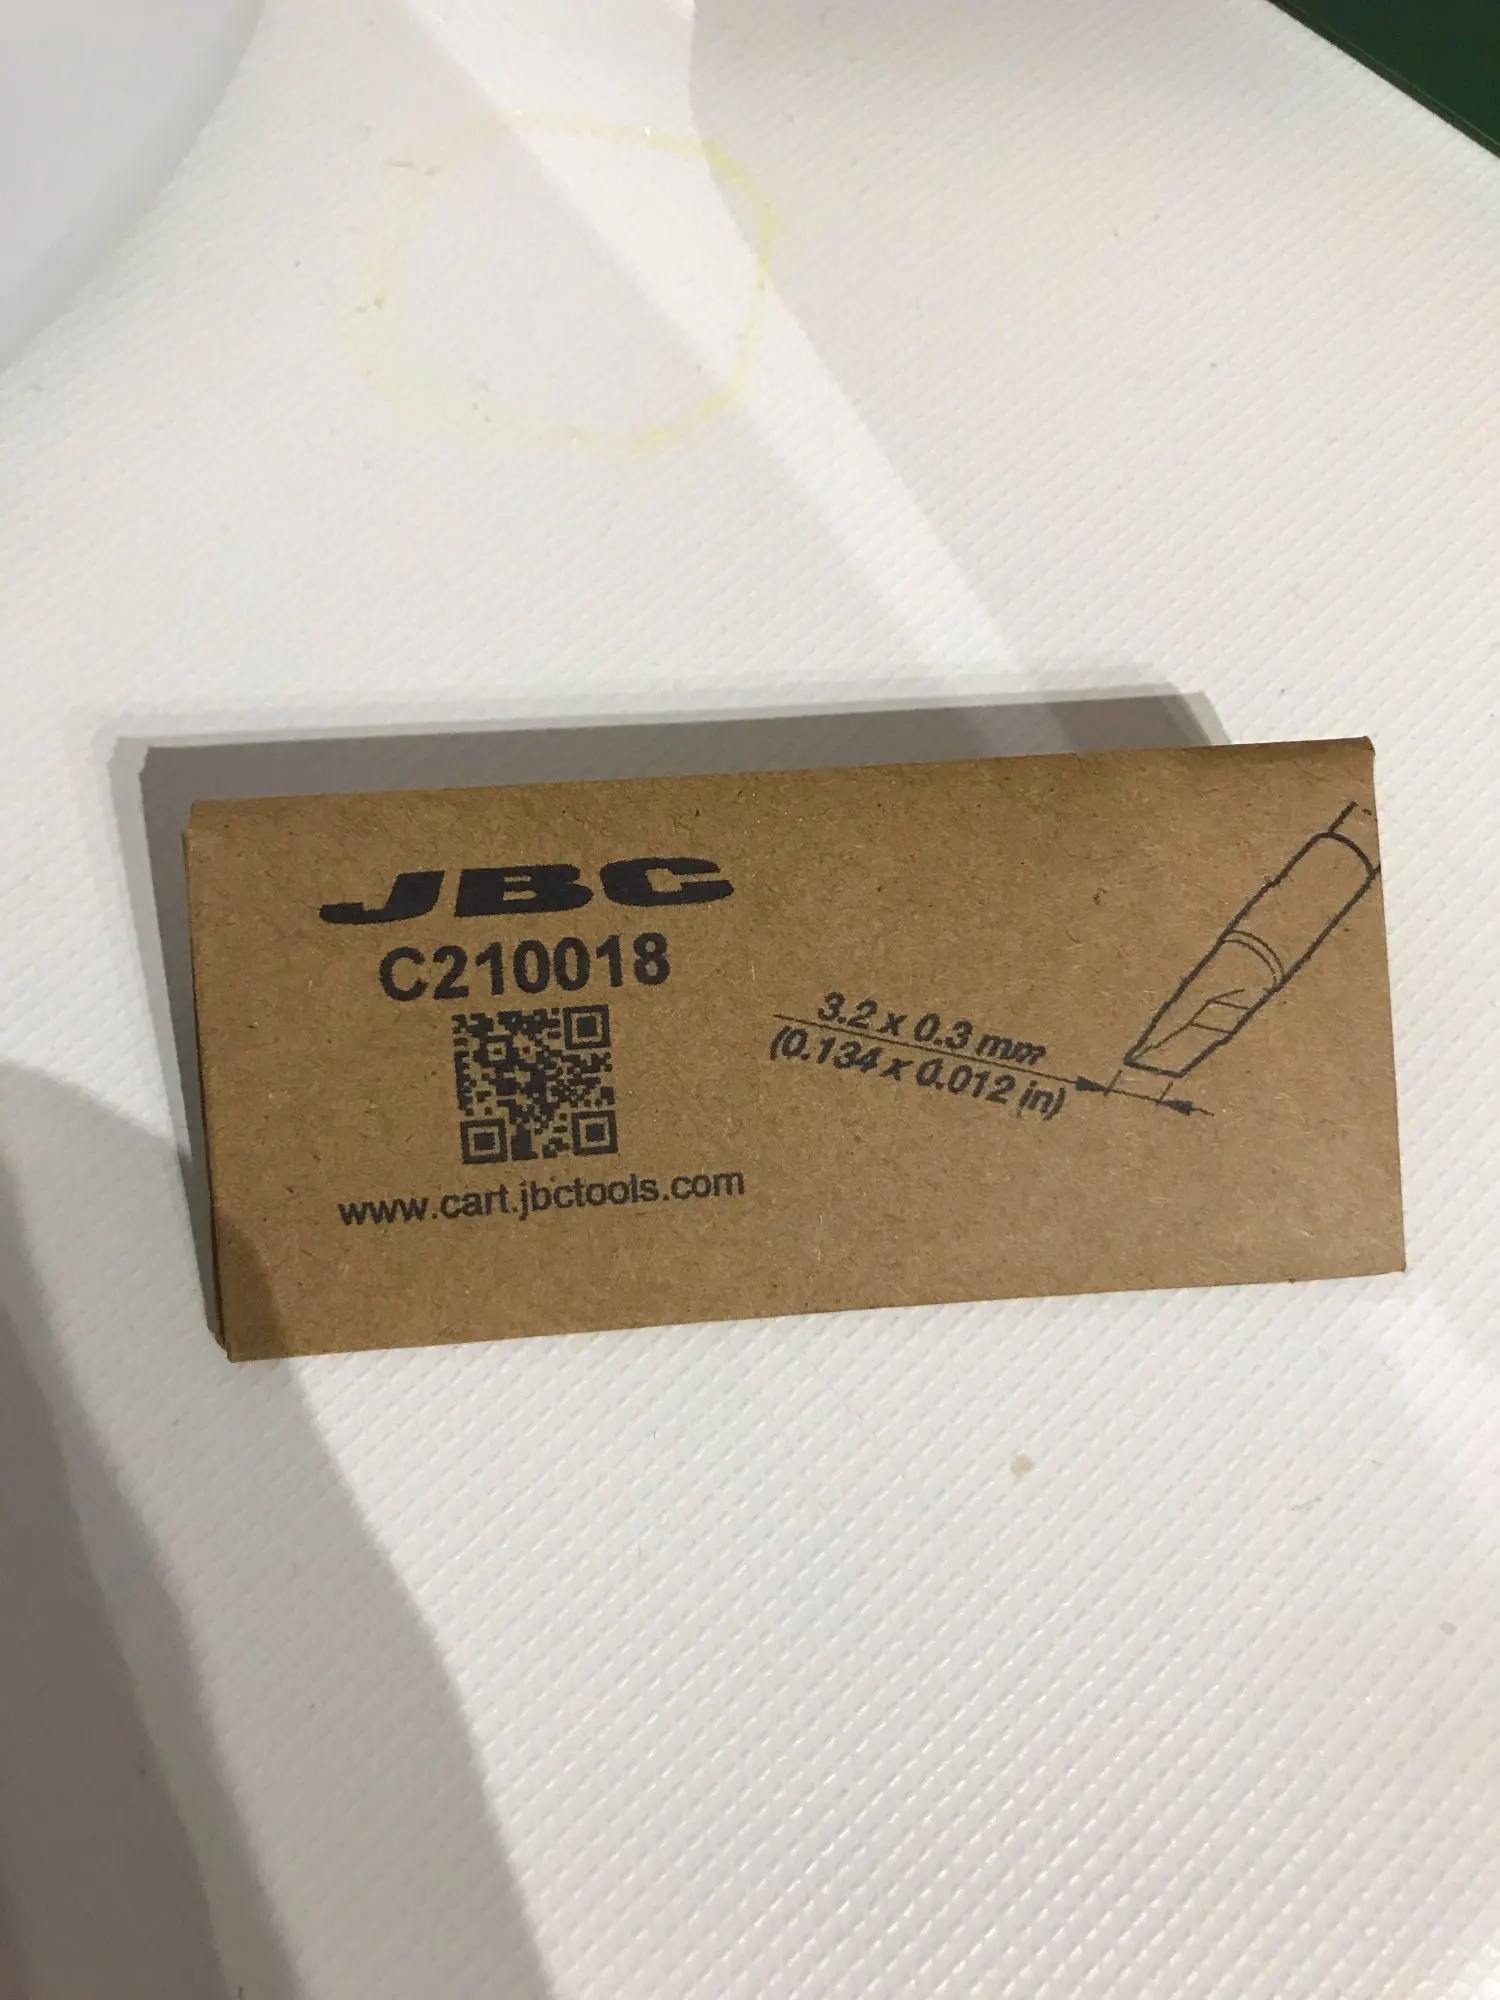 JBC
C210018
www.cart.jbctools.com
3.2 x 0.3 mm
(0.134 x 0.012 in)